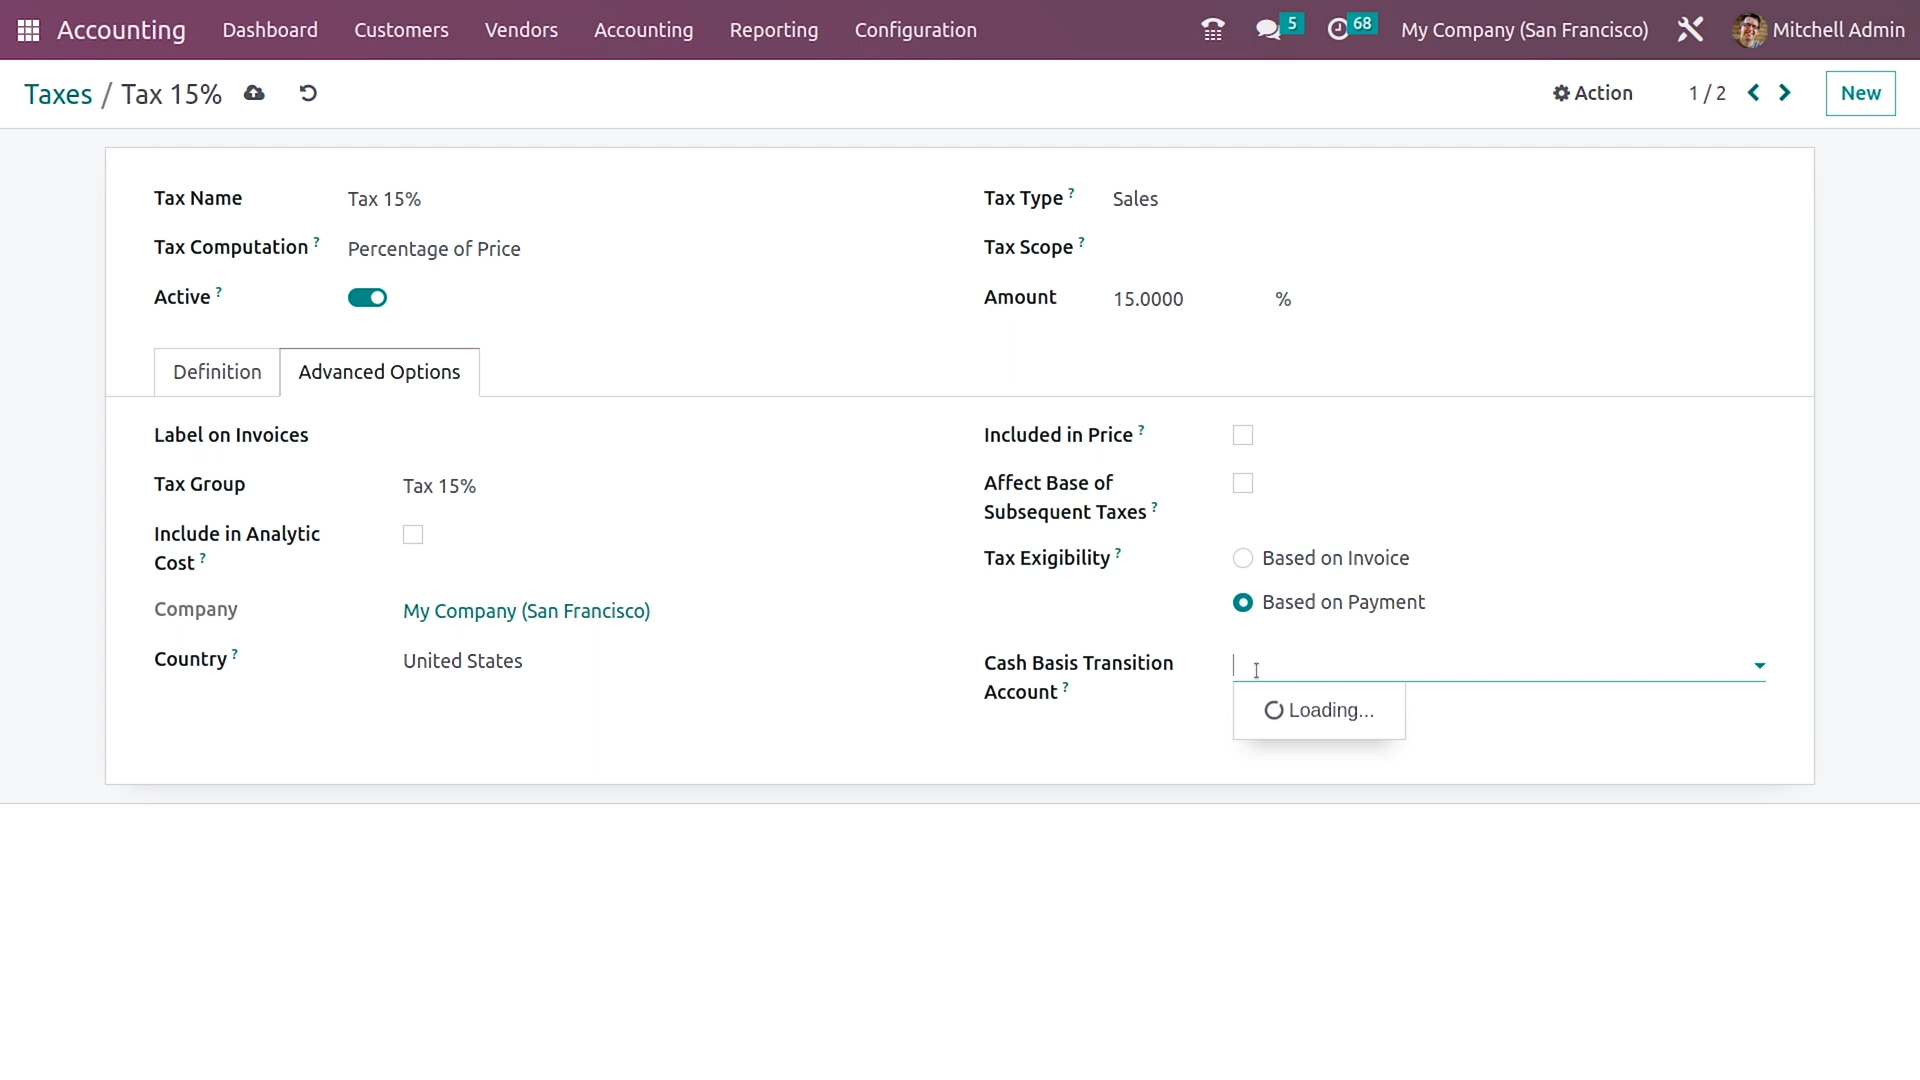 Accounting Dashboard Customers Vendors Accounting Reporting Configuration 5 68 My Company (San Francisco) Mitchell Admin
Taxes / Tax 15% Action 1 / 2 New
Tax Name Tax 15% Tax Type ? Sales
Tax Computation ? Percentage of Price Tax Scope ?
Active ? Amount 15.0000 %
Definition Advanced Options
Label on Invoices Included in Price ?
Tax Group Tax 15% Affect Base of
Subsequent Taxes ?
Include in Analytic
Cost ? Tax Exigibility ? Based on Invoice
Company My Company (San Francisco) Based on Payment
Country ? United States Cash Basis Transition
Account ?
Loading...